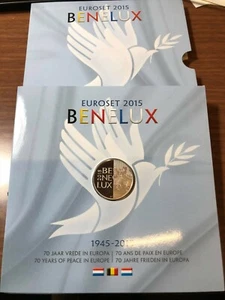 EUROSET 2015
BENELUX
EUROSET 2015
BENELUX
BE
NE
LUX
1945-2015
70 JAAR VREDE IN EUROPA / 70 ANS DE PAIX EN EUROPE
70 YEARS OF PEACE IN EUROPE / 70 JAHRE FRIEDEN IN EUROPA